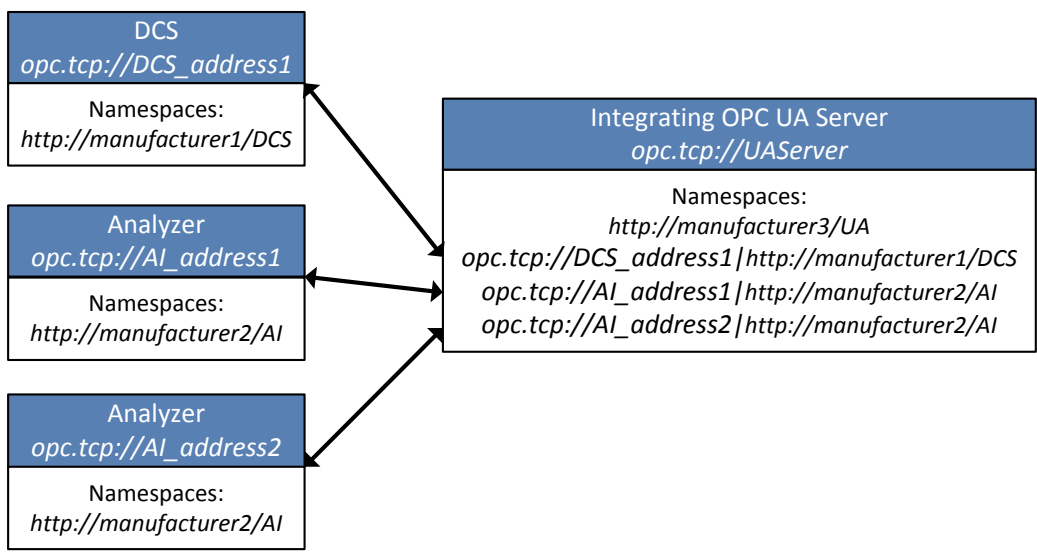 DCS
opc.tcp://DCS_address1
Namespaces:
http://manufacturer1/DCS
Analyzer
opc.tcp://AI_address1
Namespaces:
http://manufacturer2/AI
Analyzer
opc.tcp://AI_address2
Namespaces:
http://manufacturer2/AI
Integrating OPC UA Server
opc.tcp://UAServer
Namespaces:
http://manufacturer3/UA
opc.tcp://DCS_address1|http://manufacturer1/DCS
opc.tcp://AI_address1|http://manufacturer2/AI
opc.tcp://AI_address2|http://manufacturer2/AI